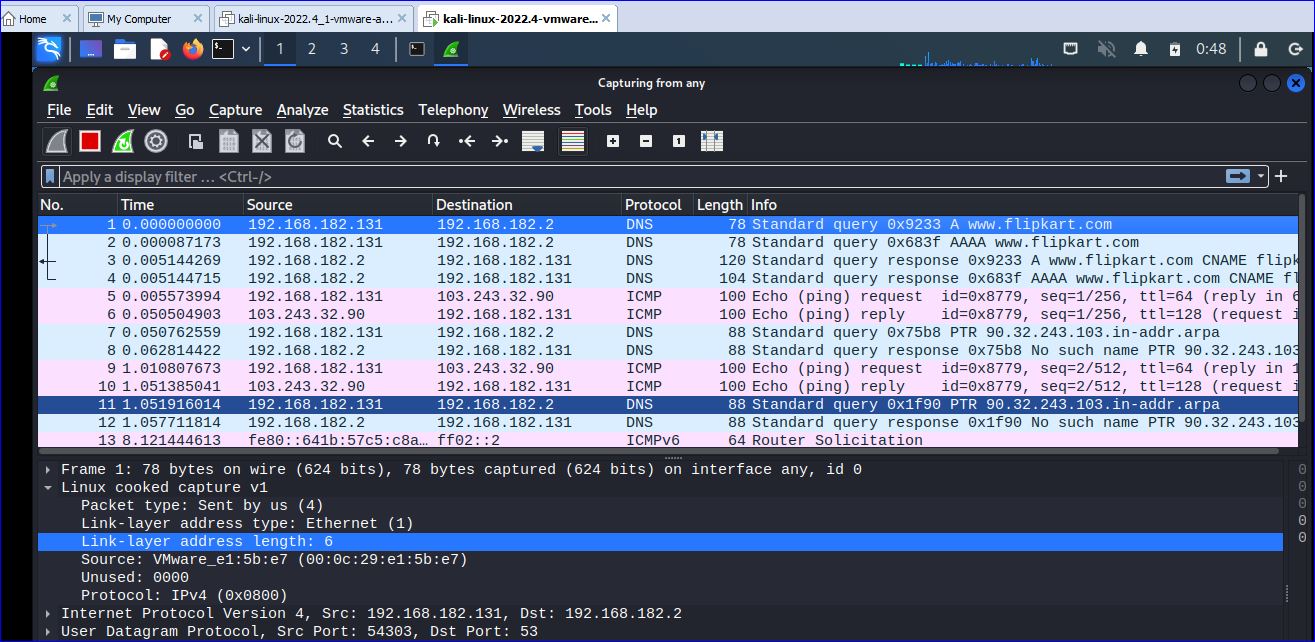 Home My Computer kali-linux-2022.4_1-vmware-a... kali-linux-2022.4-vmware...
1 2 3 4 0:48
Capturing from any
File Edit View Go Capture Analyze Statistics Telephony Wireless Tools Help
Apply a display filter ... <Ctrl-/>
No. Time Source Destination Protocol Length Info
1 0.000000000 192.168.182.131 192.168.182.2 DNS 78 Standard query 0x9233 A www.flipkart.com
2 0.000087173 192.168.182.131 192.168.182.2 DNS 78 Standard query 0x683f AAAA www.flipkart.com
3 0.005144269 192.168.182.2 192.168.182.131 DNS 120 Standard query response 0x9233 A www.flipkart.com CNAME flipk
4 0.005144715 192.168.182.2 192.168.182.131 DNS 104 Standard query response 0x683f AAAA www.flipkart.com CNAME fl
5 0.005573994 192.168.182.131 103.243.32.90 ICMP 100 Echo (ping) request id=0x8779, seq=1/256, ttl=64 (reply in 6
6 0.050504903 103.243.32.90 192.168.182.131 ICMP 100 Echo (ping) reply id=0x8779, seq=1/256, ttl=128 (request i
7 0.050762559 192.168.182.131 192.168.182.2 DNS 88 Standard query 0x75b8 PTR 90.32.243.103.in-addr.arpa
8 0.062814422 192.168.182.2 192.168.182.131 DNS 88 Standard query response 0x75b8 No such name PTR 90.32.243.103
9 1.010807673 192.168.182.131 103.243.32.90 ICMP 100 Echo (ping) request id=0x8779, seq=2/512, ttl=64 (reply in 1
10 1.051385041 103.243.32.90 192.168.182.131 ICMP 100 Echo (ping) reply id=0x8779, seq=2/512, ttl=128 (request i
11 1.051916014 192.168.182.131 192.168.182.2 DNS 88 Standard query 0x1f90 PTR 90.32.243.103.in-addr.arpa
12 1.057711814 192.168.182.2 192.168.182.131 DNS 88 Standard query response 0x1f90 No such name PTR 90.32.243.103
13 8.121444613 fe80::641b:57c5:c8a... ff02::2 ICMPv6 64 Router Solicitation
Frame 1: 78 bytes on wire (624 bits), 78 bytes captured (624 bits) on interface any, id 0
Linux cooked capture v1
Packet type: Sent by us (4)
Link-layer address type: Ethernet (1)
Link-layer address length: 6
Source: VMware_e1:5b:e7 (00:0c:29:e1:5b:e7)
Unused: 0000
Protocol: IPv4 (0x0800)
Internet Protocol Version 4, Src: 192.168.182.131, Dst: 192.168.182.2
User Datagram Protocol, Src Port: 54303, Dst Port: 53
0
0
0
0
0